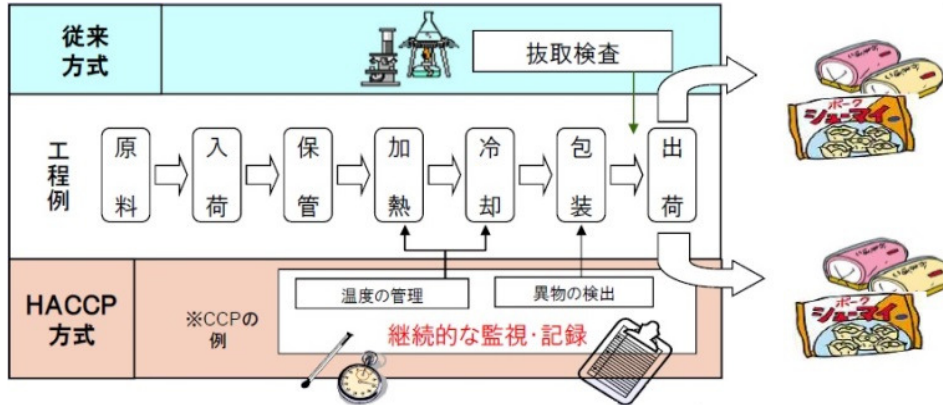 従来
方式
抜取検査
工程例
原料
入荷
保管
加熱
冷却
包装
出荷
HACCP
方式
※CCPの
例
温度の管理
異物の検出
継続的な監視･記録
ポーク
シューマイ
ポーク
シューマイ